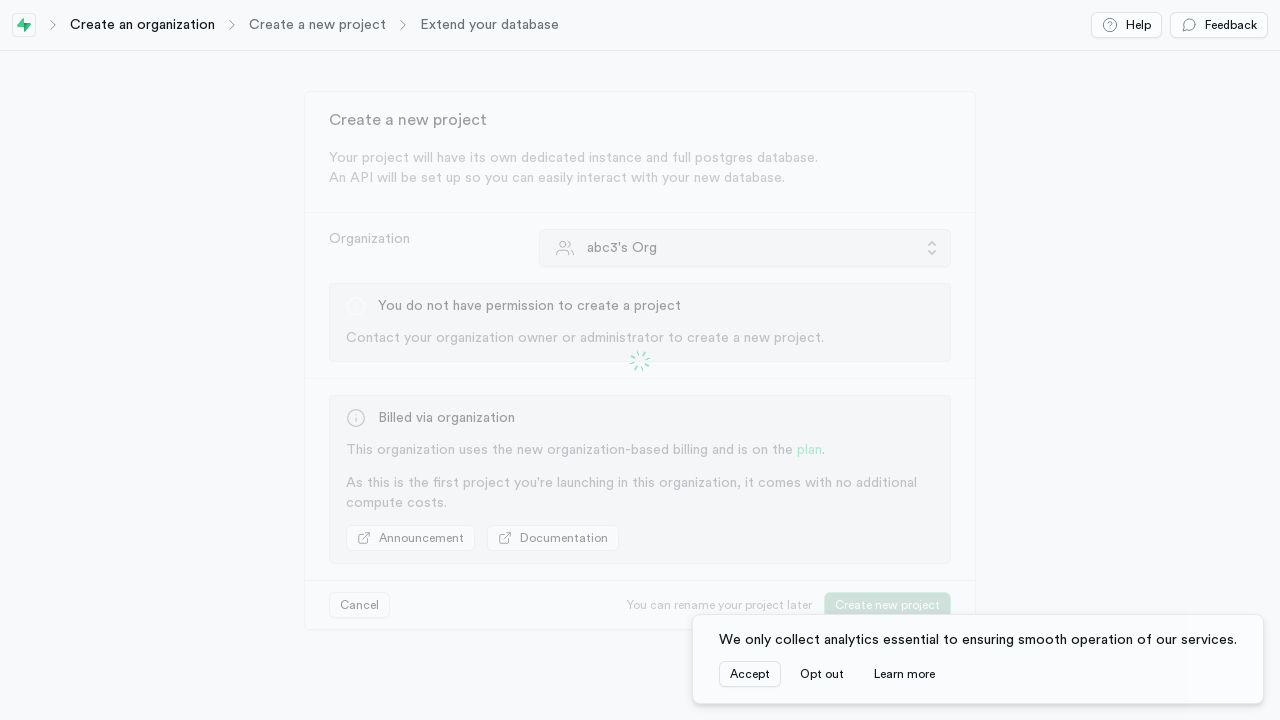 Create an organization
Create a new project
Extend your database
Help
Feedback
Create a new project
Your project will have its own dedicated instance and full postgres database.
An API will be set up so you can easily interact with your new database.
Organization
abc3's Org
You do not have permission to create a project
Contact your organization owner or administrator to create a new project.
Billed via organization
This organization uses the new organization-based billing and is on the plan.
As this is the first project you're launching in this organization, it comes with no additional
compute costs.
Announcement
Documentation
Cancel
You can rename your project later
Create new project
We only collect analytics essential to ensuring smooth operation of our services.
Accept
Opt out
Learn more